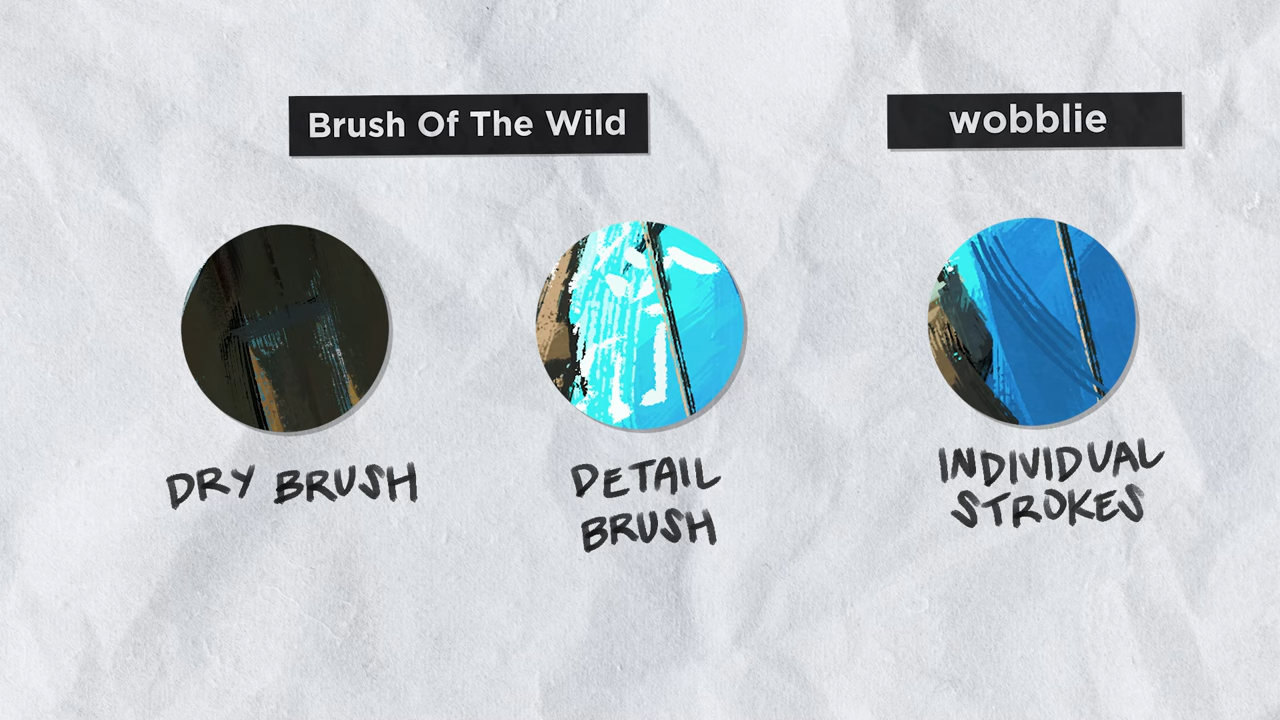 Brush Of The Wild
wobblie
DRY BRUSH
DETAIL
BRUSH
INDIVIDUAL
STROKES